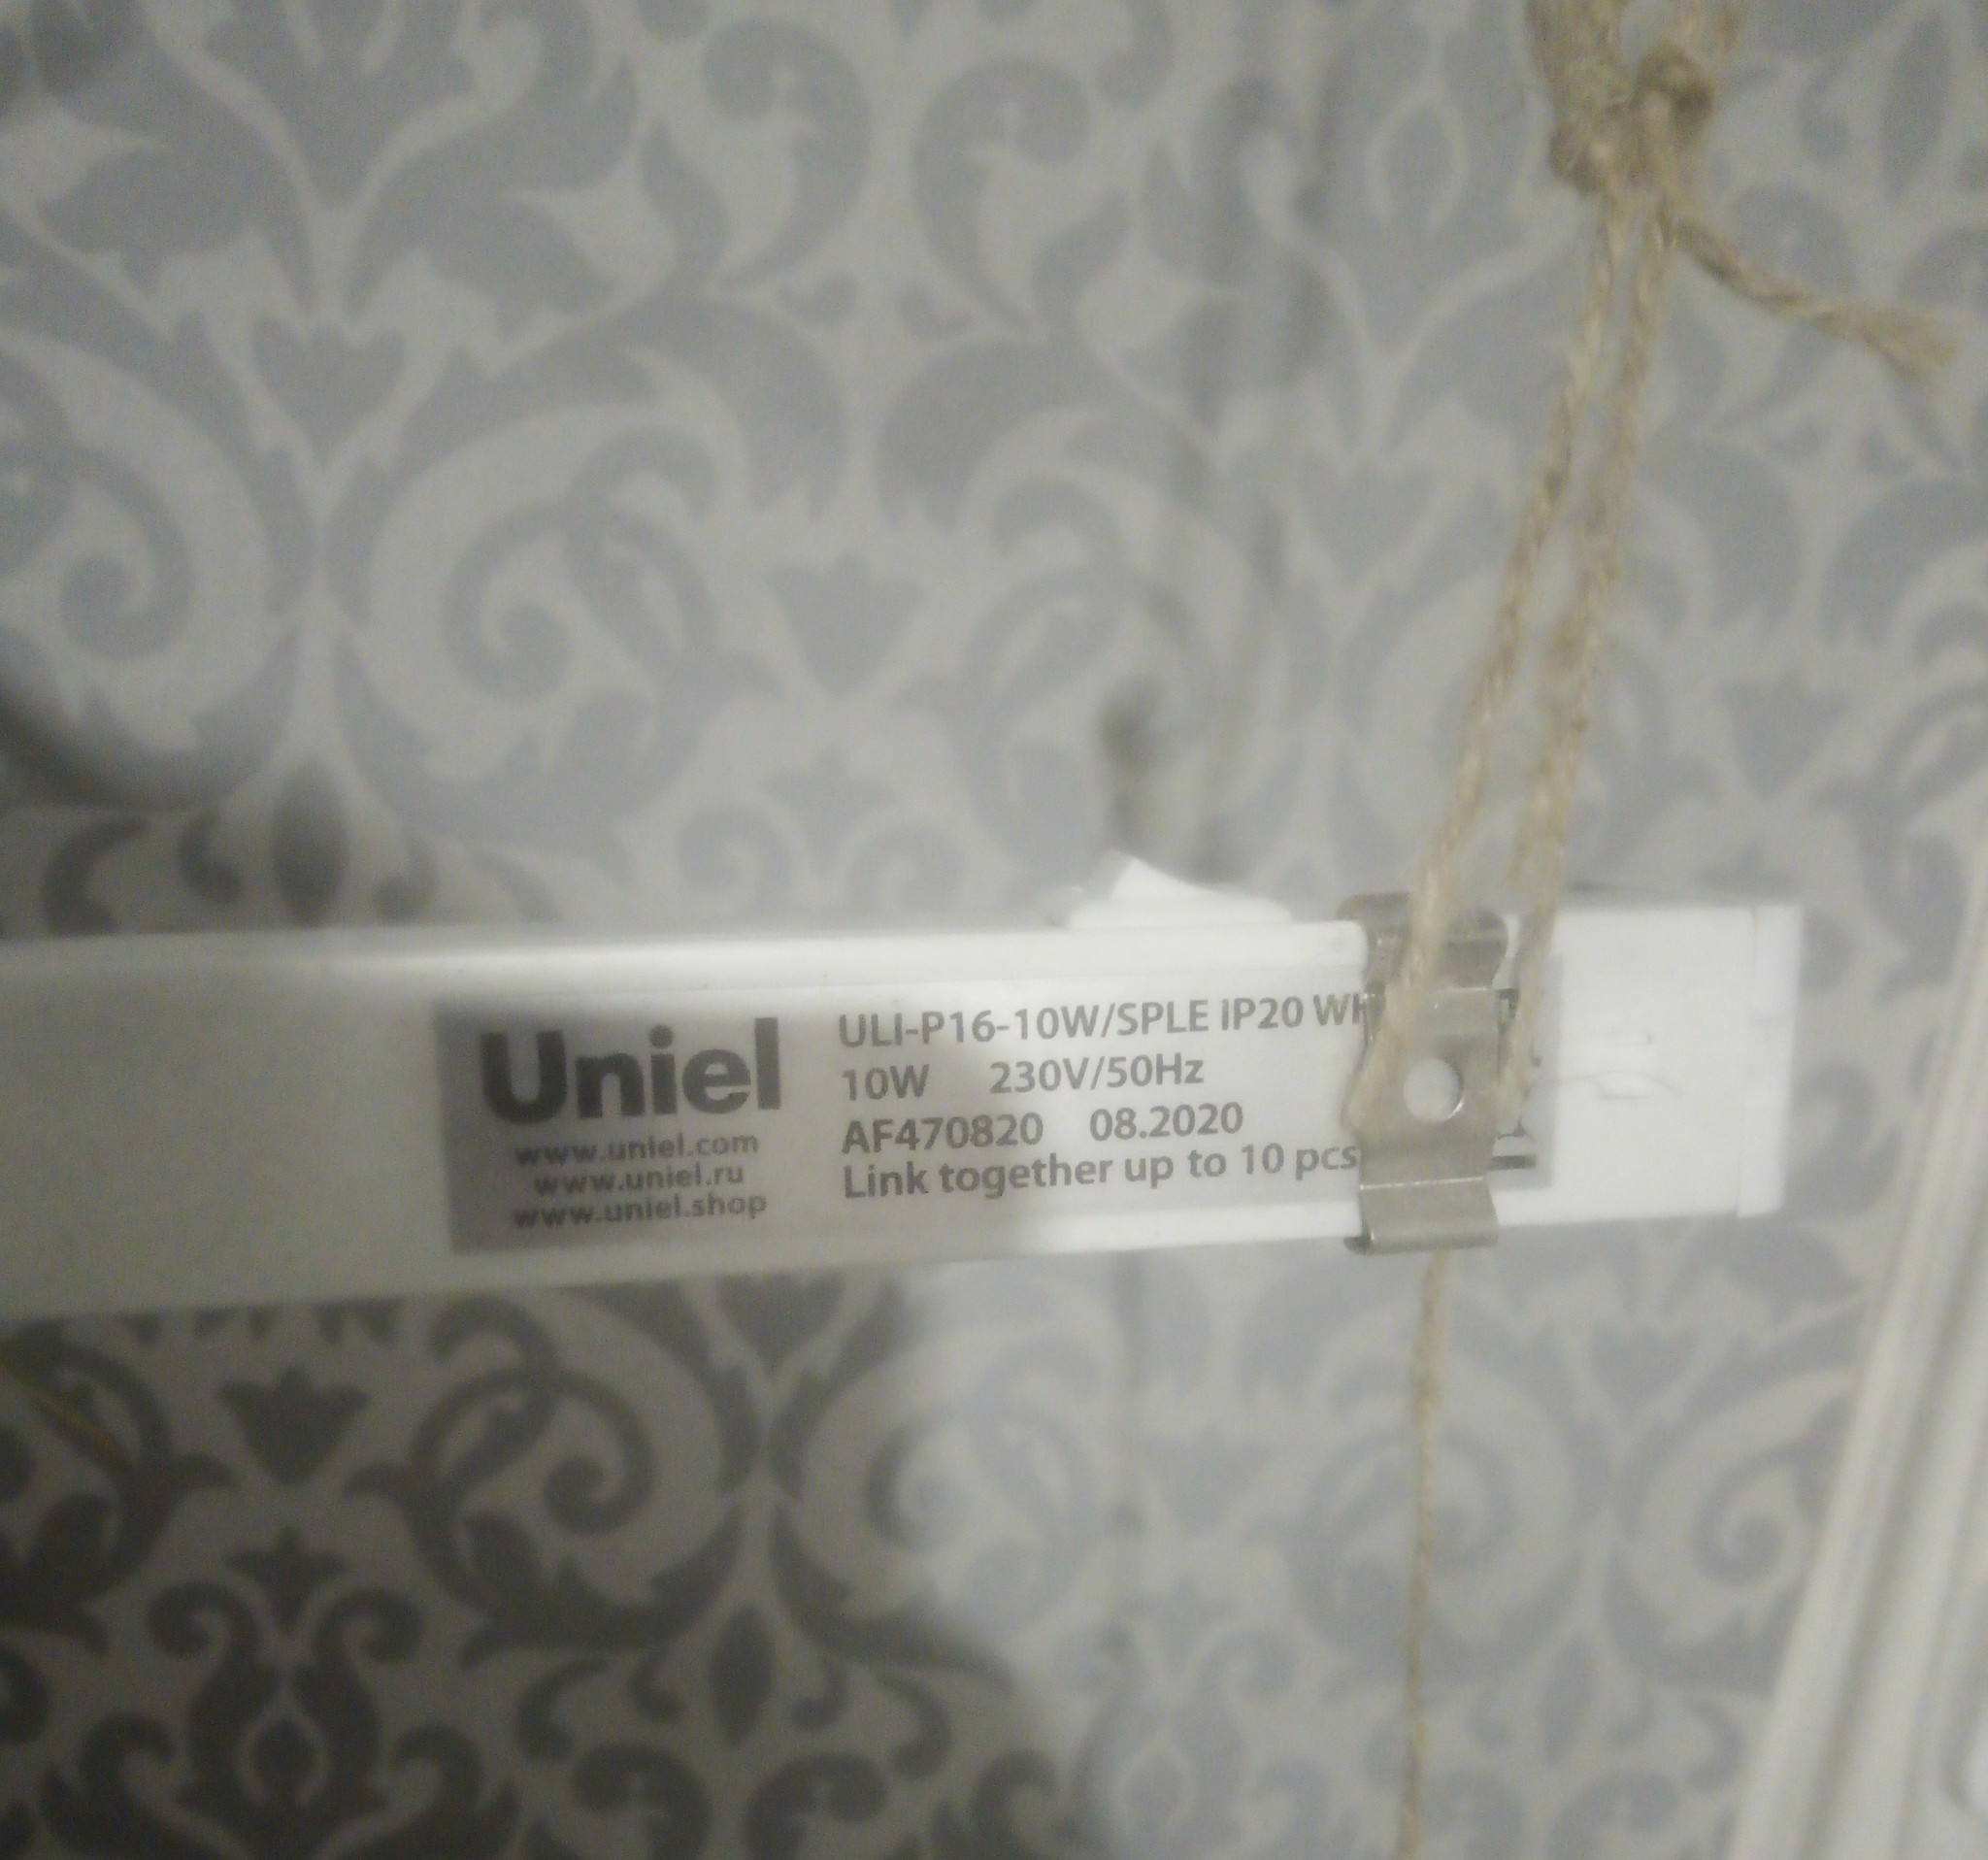 Uniel
www.uniel.com
www.uniel.ru
www.uniel.shop
ULI-P16-10W/SPLE IP20
10W 230V/50Hz
AF470820 08.2020
Link together up to 10 pcs